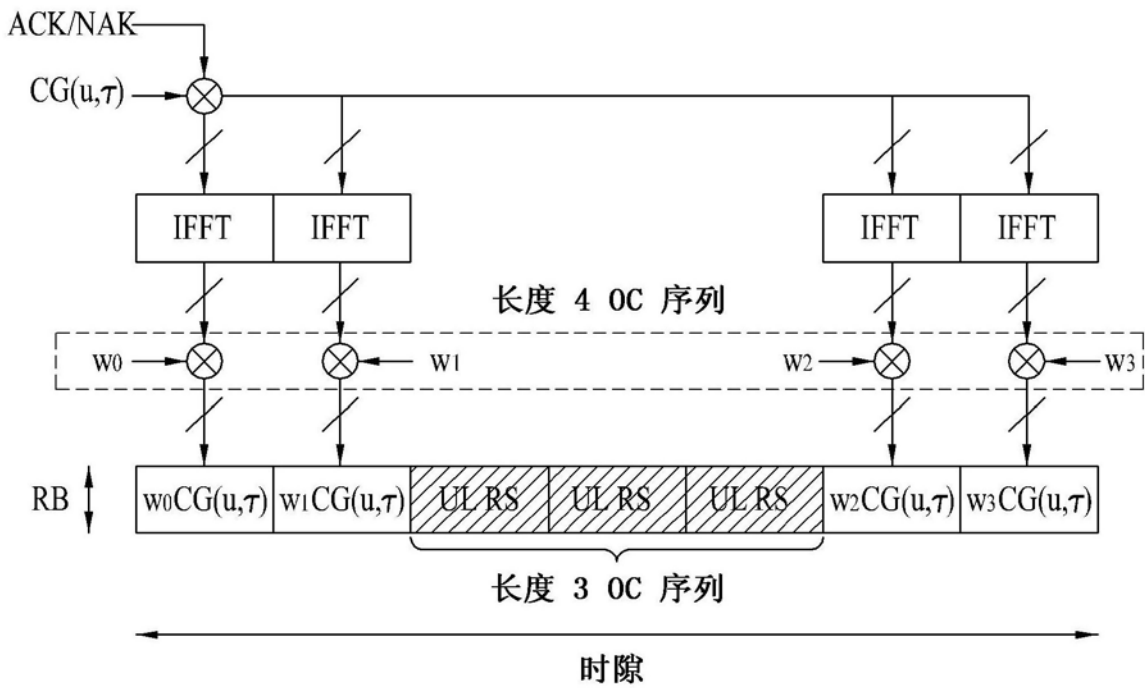 ACK/NAK
CG(u,τ)
IFFT IFFT IFFT IFFT
长度 4 OC 序列
w0 w1 w2 w3
RB w0CG(u,τ) w1CG(u,τ) UL RS UL RS UL RS w2CG(u,τ) w3CG(u,τ)
长度 3 OC 序列
时隙